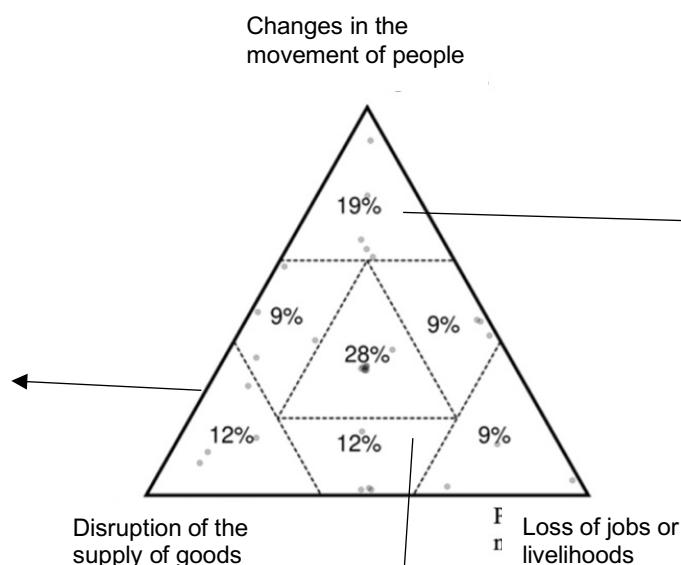 Changes in the
movement of people
19%
9%
9%
28%
12%
12%
9%
Disruption of the
supply of goods
Loss of jobs or
livelihoods